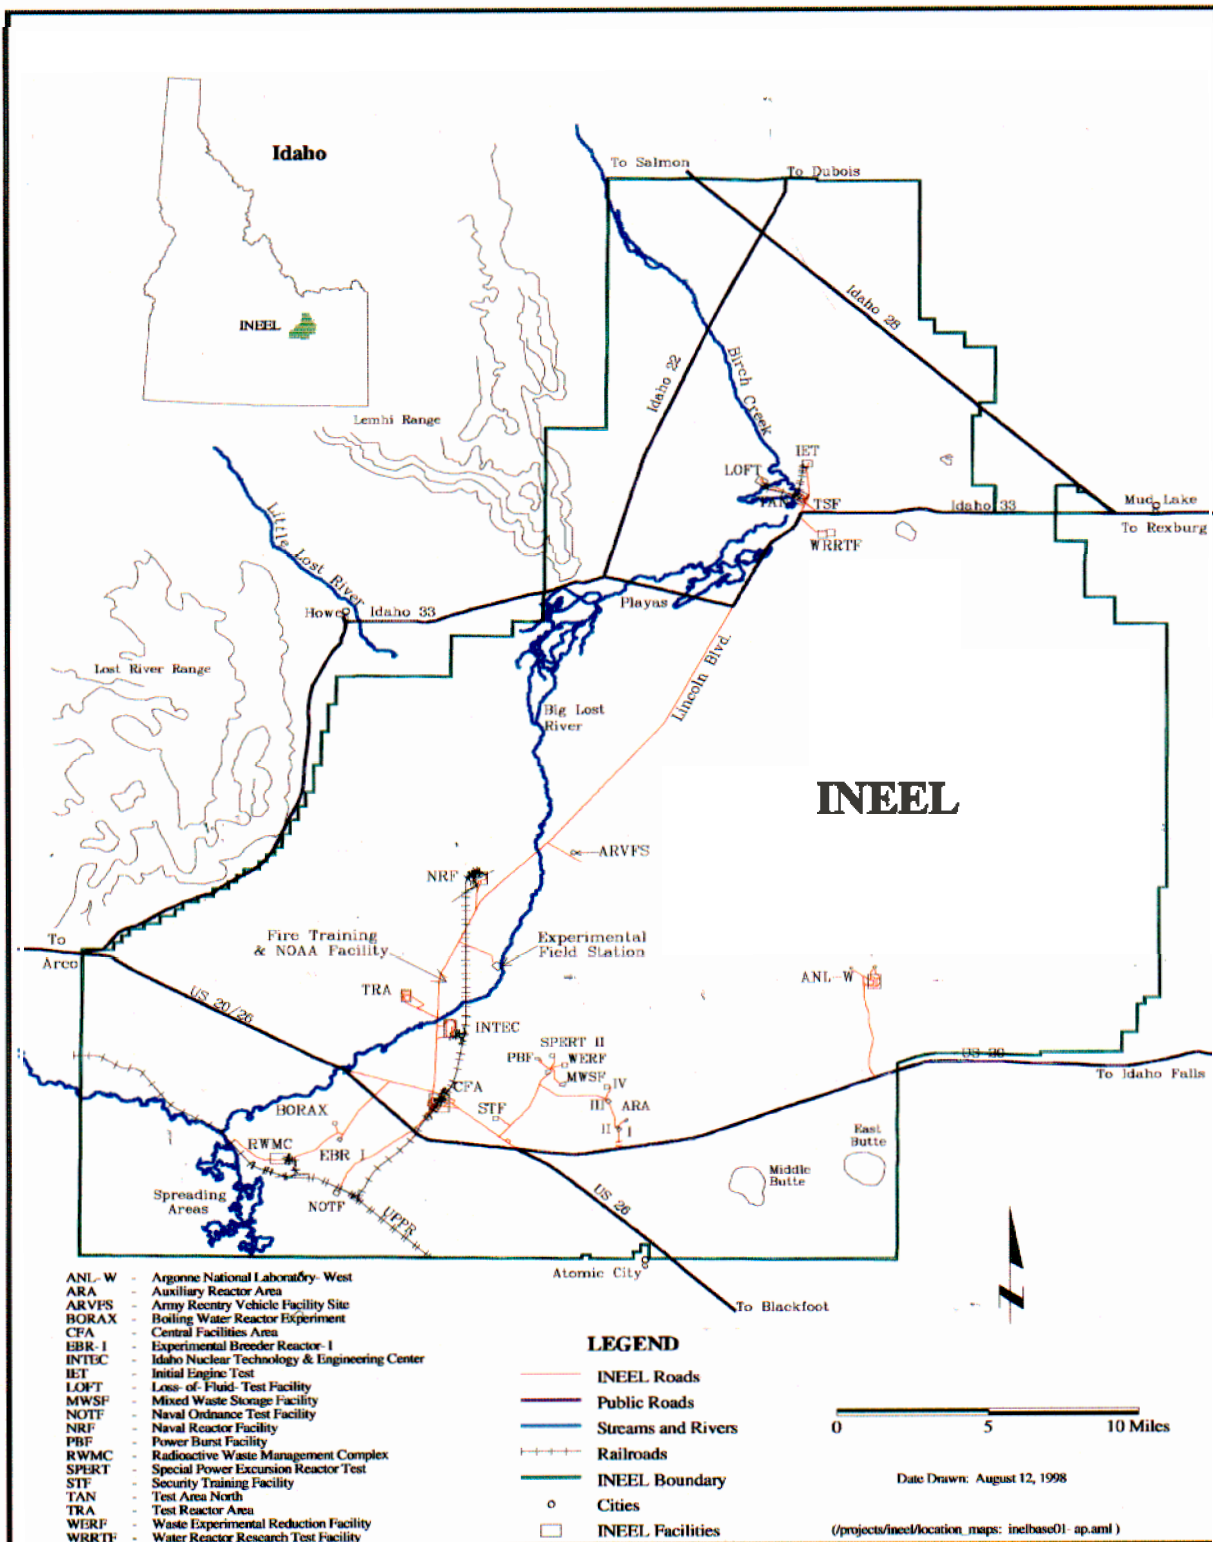 Idaho
INEEL
To Salmon
To Dubois
Idaho 28
Idaho 22
Birch Creek
Lemhi Range
IET
LOFT
TAN
TSF
Idaho 33
Mud Lake
To Rexburg
WRRTF
Little Lost River
Howe
Idaho 33
Playas
Lost River Range
Lincoln Blvd.
Big Lost
River
INEEL
ARVFS
NRF
To
Arco
Fire Training
& NOAA Facility
Experimental
Field Station
ANL-W
TRA
US 20/26
INTEC
SPERT II
PBF
WERF
MWSF
IV
US 20
To Idaho Falls
CFA
III
ARA
STF
II
I
BORAX
RWMC
EBR I
East
Butte
Middle
Butte
Spreading
Areas
NOTF
UPPR
US 26
Atomic City
To Blackfoot
N
ANL-W - Argonne National Laboratory-West
ARA - Auxiliary Reactor Area
ARVFS - Army Reentry Vehicle Facility Site
BORAX - Boiling Water Reactor Experiment
CFA - Central Facilities Area
EBR-I - Experimental Breeder Reactor-I
INTEC - Idaho Nuclear Technology & Engineering Center
IET - Initial Engine Test
LOFT - Loss-of-Fluid-Test Facility
MWSF - Mixed Waste Storage Facility
NOTF - Naval Ordnance Test Facility
NRF - Naval Reactor Facility
PBF - Power Burst Facility
RWMC - Radioactive Waste Management Complex
SPERT - Special Power Excursion Reactor Test
STF - Security Training Facility
TAN - Test Area North
TRA - Test Reactor Area
WERF - Waste Experimental Reduction Facility
WRRTF - Water Reactor Research Test Facility
LEGEND
INEEL Roads
Public Roads
Streams and Rivers
Railroads
INEEL Boundary
Cities
INEEL Facilities
0 5 10 Miles
Date Drawn: August 12, 1998
(/projects/ineel/location_maps: inelbase01-ap.aml )